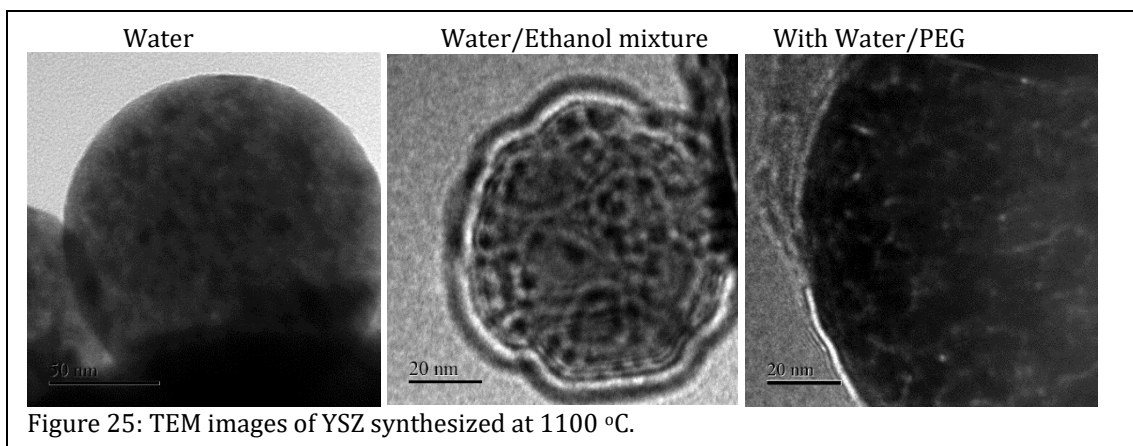 Water
Water/Ethanol mixture
With Water/PEG
50 nm
20 nm
20 nm
Figure 25: TEM images of YSZ synthesized at 1100 ºC.